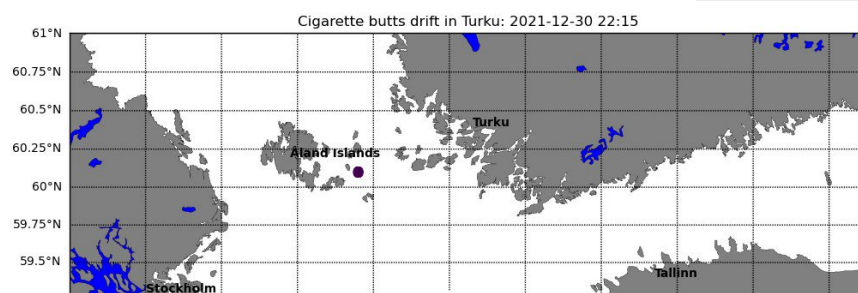 Cigarette butts drift in Turku: 2021-12-30 22:15
61°N
60.75°N
60.5°N
Turku
60.25°N
Åland Islands
60°N
59.75°N
59.5°N
Tallinn
Stockholm